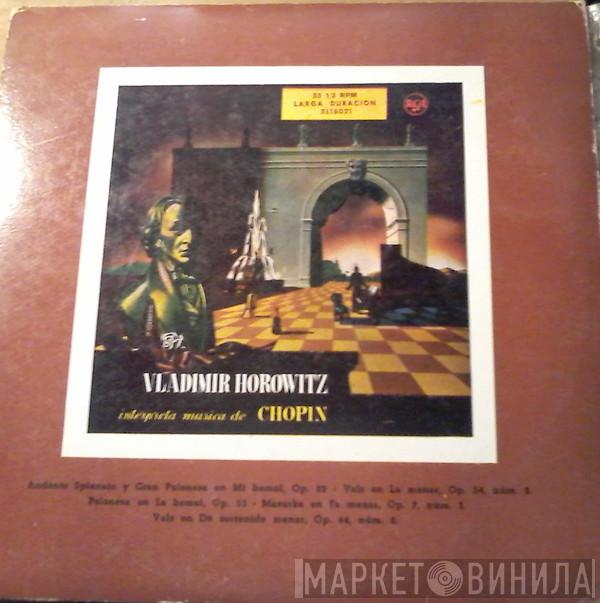 33 1/3 RPM
LARGA DURACION
3L16021
RCA
VLADIMIR HOROWITZ
interpreta musica de CHOPIN
Andante Spianato y Gran Polonesa en Mi bemol, Op. 22 - Vals en La menor, Op. 34, núm. 2.
Polonesa en La bemol, Op. 53 - Mazurka en Fa menor, Op. 7, núm. 3.
Vals en Do sostenido menor, Op. 64, núm. 2.
МАРКЕТ ВИНИЛА